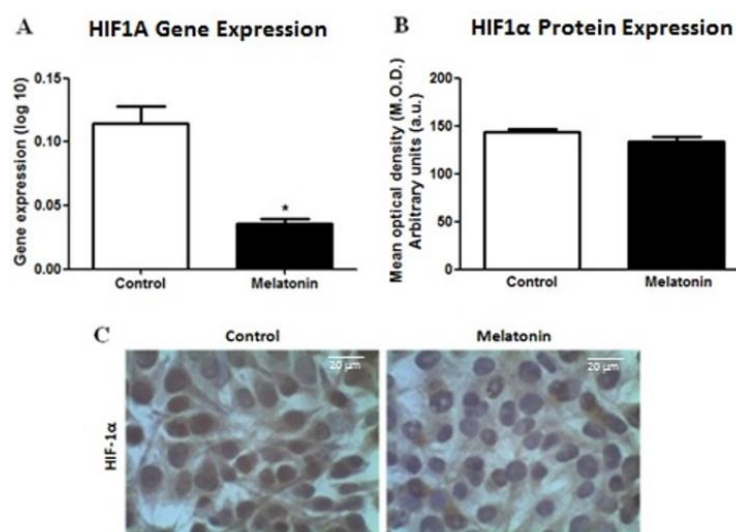 A
HIF1A Gene Expression
Gene expression (log 10)
0.15
0.10
0.05
0.00
*
Control
Melatonin
B
HIF1α Protein Expression
Mean optical density (M.O.D.)
Arbitrary units (a.u.)
200
150
100
50
0
Control
Melatonin
C
Control
Melatonin
HIF-1α
20 µm
20 µm